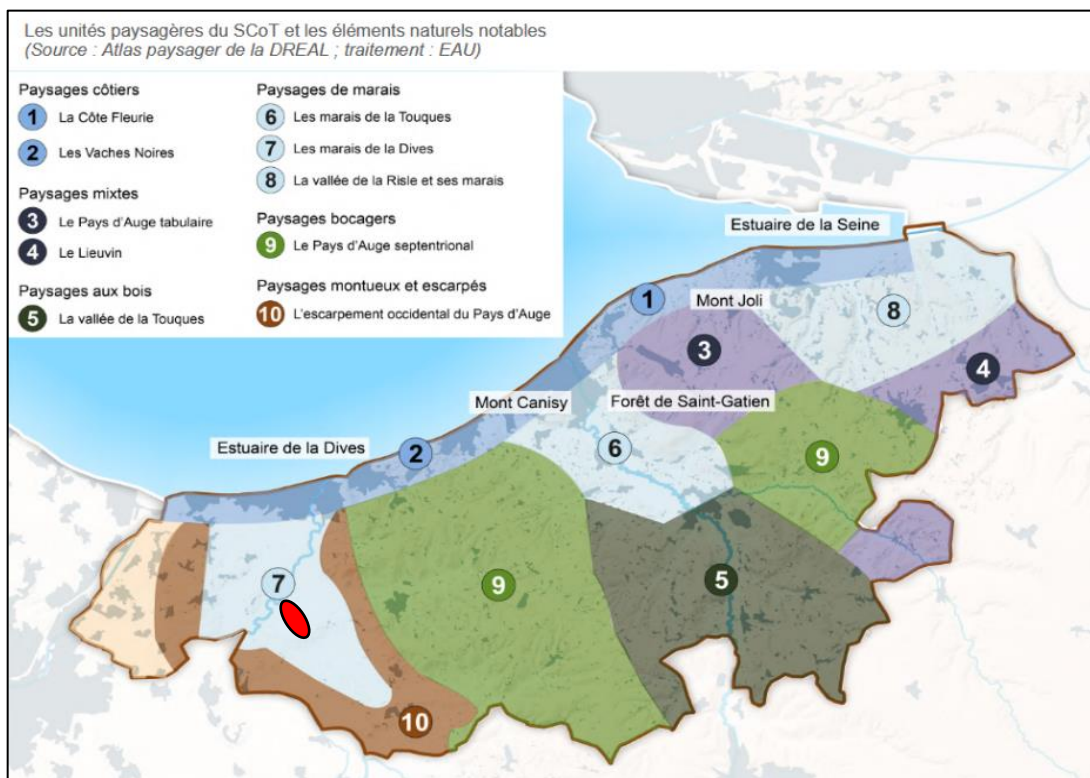 Les unités paysagères du SCoT et les éléments naturels notables
(Source : Atlas paysager de la DREAL ; traitement : EAU)
Paysages côtiers
1 La Côte Fleurie
2 Les Vaches Noires
Paysages mixtes
3 Le Pays d'Auge tabulaire
4 Le Lieuvin
Paysages aux bois
5 La vallée de la Touques
Paysages de marais
6 Les marais de la Touques
7 Les marais de la Dives
8 La vallée de la Risle et ses marais
Paysages bocagers
9 Le Pays d'Auge septentrional
Paysages montueux et escarpés
10 L'escarpement occidental du Pays d'Auge
Estuaire de la Seine
1
Mont Joli
8
3
4
Mont Canisy
Forêt de Saint-Gatien
Estuaire de la Dives
2
6
9
7
9
5
10